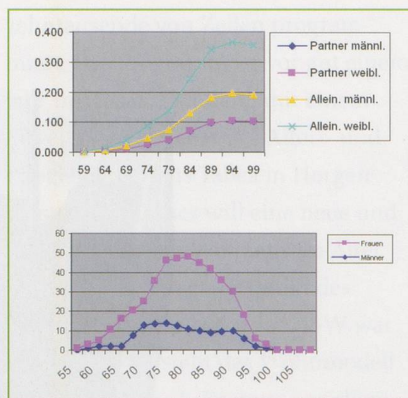 0.400
0.300
0.200
0.100
0.000
59 64 69 74 79 84 89 94 99
Partner männl.
Partner weibl.
Allein. männl.
Allein. weibl.
60
50
40
30
20
10
0
55 60 65 70 75 80 85 90 95 100 105
Frauen
Männer